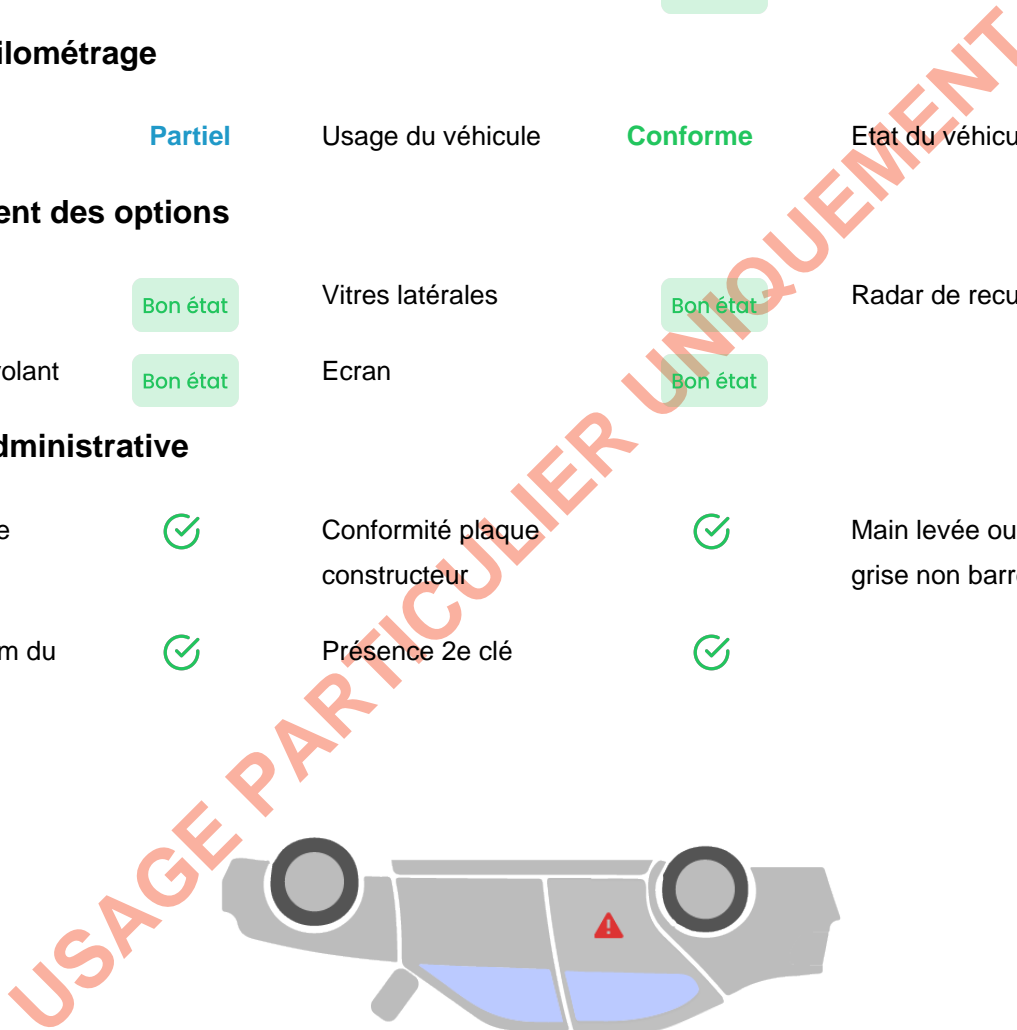 ilométrage
Partiel Usage du véhicule Conforme Etat du véhicu
ent des options
Bon état Vitres latérales Bon état Radar de recu
olant Bon état Ecran Bon état
dministrative
e Conformité plaque Main levée ou
constructeur grise non barr
m du Présence 2e clé
USAGE PARTICULIER UNIQUEMENT